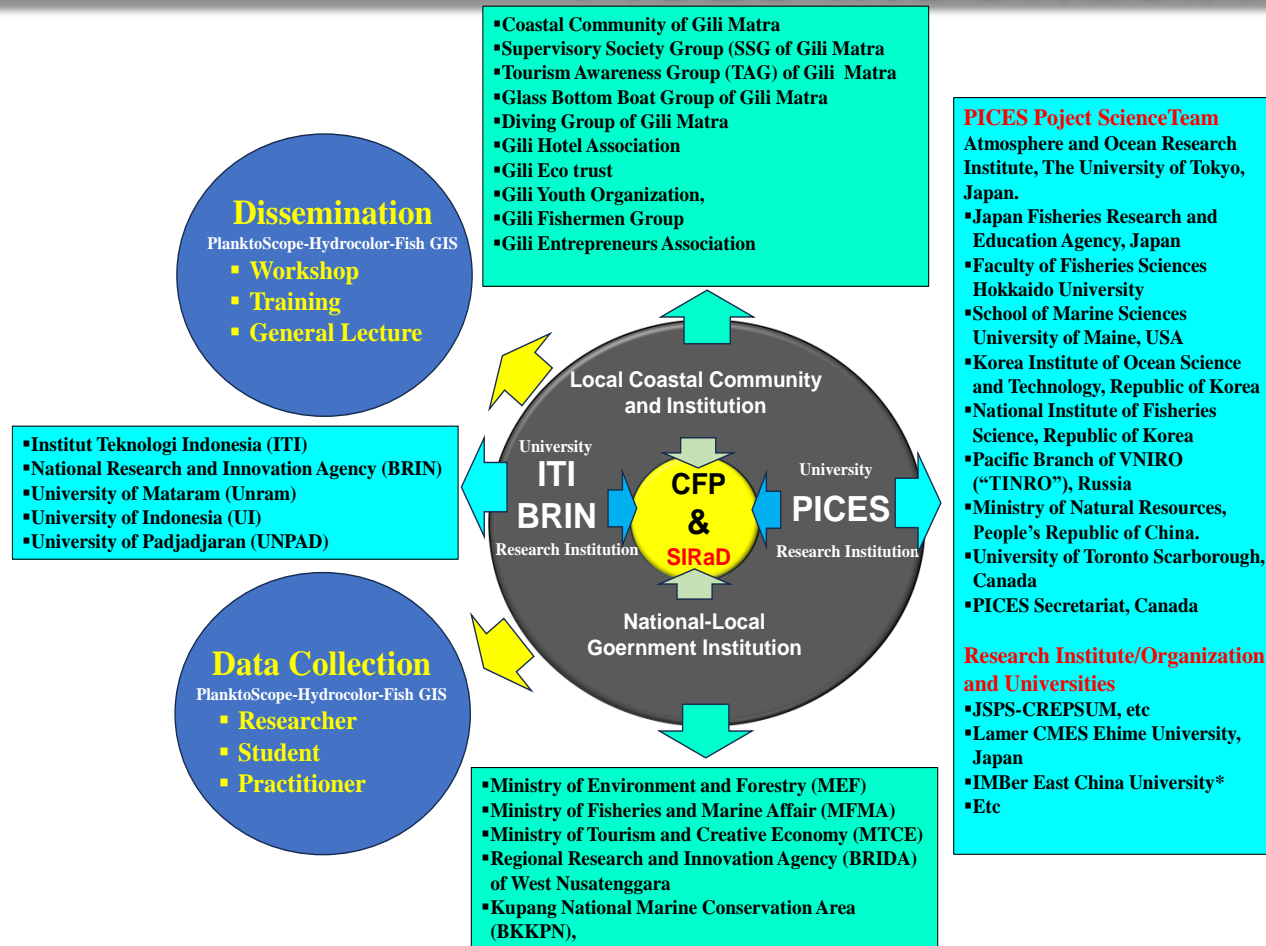 ▪Coastal Community of Gili Matra
▪Supervisory Society Group (SSG of Gili Matra
▪Tourism Awareness Group (TAG) of Gili Matra
▪Glass Bottom Boat Group of Gili Matra
▪Diving Group of Gili Matra
▪Gili Hotel Association
▪Gili Eco trust
▪Gili Youth Organization,
▪Gili Fishermen Group
▪Gili Entrepreneurs Association
Dissemination
PlanktoScope-Hydrocolor-Fish GIS
▪ Workshop
▪ Training
▪ General Lecture
▪Institut Teknologi Indonesia (ITI)
▪National Research and Innovation Agency (BRIN)
▪University of Mataram (Unram)
▪University of Indonesia (UI)
▪University of Padjadjaran (UNPAD)
Data Collection
PlanktoScope-Hydrocolor-Fish GIS
▪ Researcher
▪ Student
▪ Practitioner
Local Coastal Community
and Institution
University
ITI
BRIN
Research Institution
CFP
&
SIRaD
University
PICES
Research Institution
National-Local
Goernment Institution
▪Ministry of Environment and Forestry (MEF)
▪Ministry of Fisheries and Marine Affair (MFMA)
▪Ministry of Tourism and Creative Economy (MTCE)
▪Regional Research and Innovation Agency (BRIDA)
of West Nusatenggara
▪Kupang National Marine Conservation Area
(BKKPN),
PICES Poject ScienceTeam
Atmosphere and Ocean Research
Institute, The University of Tokyo,
Japan.
▪Japan Fisheries Research and
Education Agency, Japan
▪Faculty of Fisheries Sciences
Hokkaido University
▪School of Marine Sciences
University of Maine, USA
▪Korea Institute of Ocean Science
and Technology, Republic of Korea
▪National Institute of Fisheries
Science, Republic of Korea
▪Pacific Branch of VNIRO
(“TINRO”), Russia
▪Ministry of Natural Resources,
People’s Republic of China.
▪University of Toronto Scarborough,
Canada
▪PICES Secretariat, Canada
Research Institute/Organization
and Universities
▪JSPS-CREPSUM, etc
▪Lamer CMES Ehime University,
Japan
▪IMBer East China University*
▪Etc